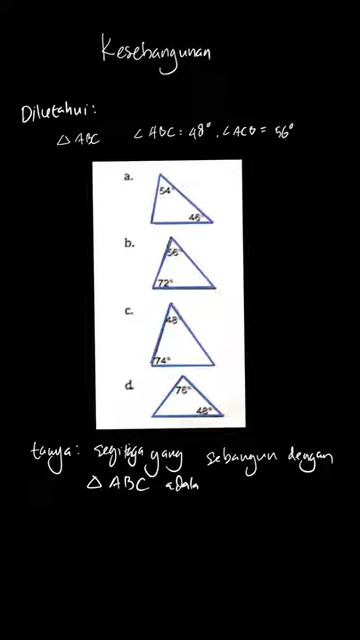 Kesebangunan
Diketahui:
△ ABC ∠ ABC = 48°, ∠ ACB = 56°
a.
54°
46°
b.
56°
72°
c.
48°
74°
d
76°
48°
tanya: segitiga yang sebangun dengan
△ ABC adala